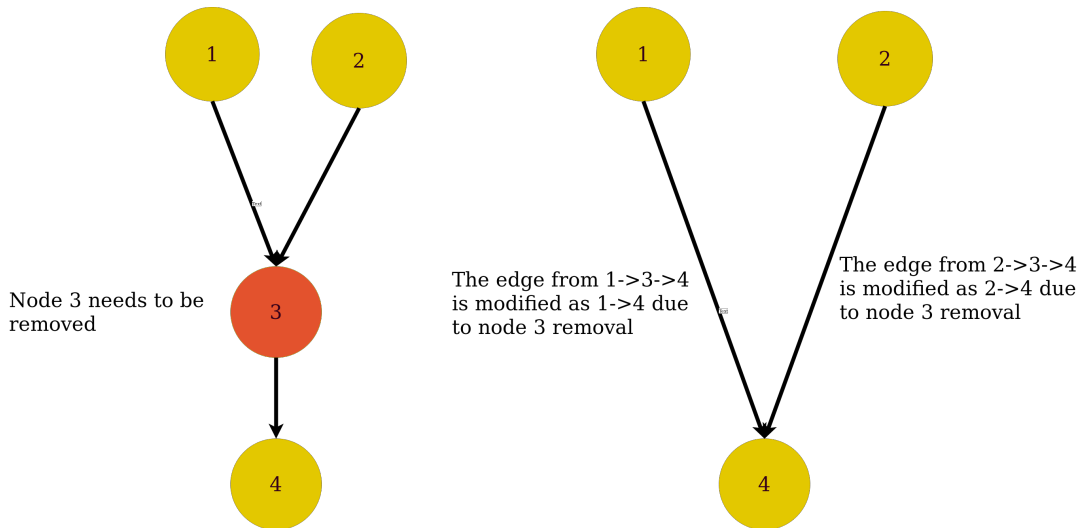 1
2
3
4
Node 3 needs to be
removed
1
2
4
The edge from 1->3->4
is modified as 1->4 due
to node 3 removal
The edge from 2->3->4
is modified as 2->4 due
to node 3 removal